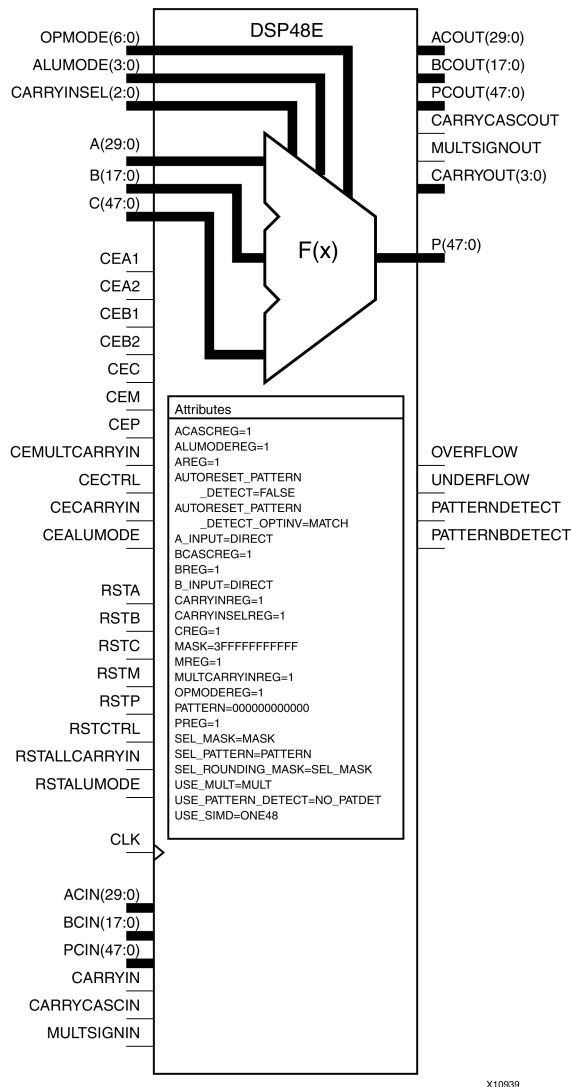 DSP48E
OPMODE(6:0)
ALUMODE(3:0)
CARRYINSEL(2:0)
A(29:0)
B(17:0)
C(47:0)
CEA1
CEA2
CEB1
CEB2
CEC
CEM
CEP
CEMULTCARRYIN
CECTRL
CECARRYIN
CEALUMODE
RSTA
RSTB
RSTC
RSTM
RSTP
RSTCTRL
RSTALLCARRYIN
RSTALUMODE
CLK
ACIN(29:0)
BCIN(17:0)
PCIN(47:0)
CARRYIN
CARRYCASCIN
MULTSIGNIN
F(x)
Attributes
ACASCREG=1
ALUMODEREG=1
AREG=1
AUTORESET_PATTERN
_DETECT=FALSE
AUTORESET_PATTERN
_DETECT_OPTINV=MATCH
A_INPUT=DIRECT
BCASCREG=1
BREG=1
B_INPUT=DIRECT
CARRYINREG=1
CARRYINSELREG=1
CREG=1
MASK=3FFFFFFFFFFF
MREG=1
MULTCARRYINREG=1
OPMODEREG=1
PATTERN=000000000000
PREG=1
SEL_MASK=MASK
SEL_PATTERN=PATTERN
SEL_ROUNDING_MASK=SEL_MASK
USE_MULT=MULT
USE_PATTERN_DETECT=NO_PATDET
USE_SIMD=ONE48
ACOUT(29:0)
BCOUT(17:0)
PCOUT(47:0)
CARRYCASCOUT
MULTSIGNOUT
CARRYOUT(3:0)
P(47:0)
OVERFLOW
UNDERFLOW
PATTERNDETECT
PATTERNBDETECT
X10939